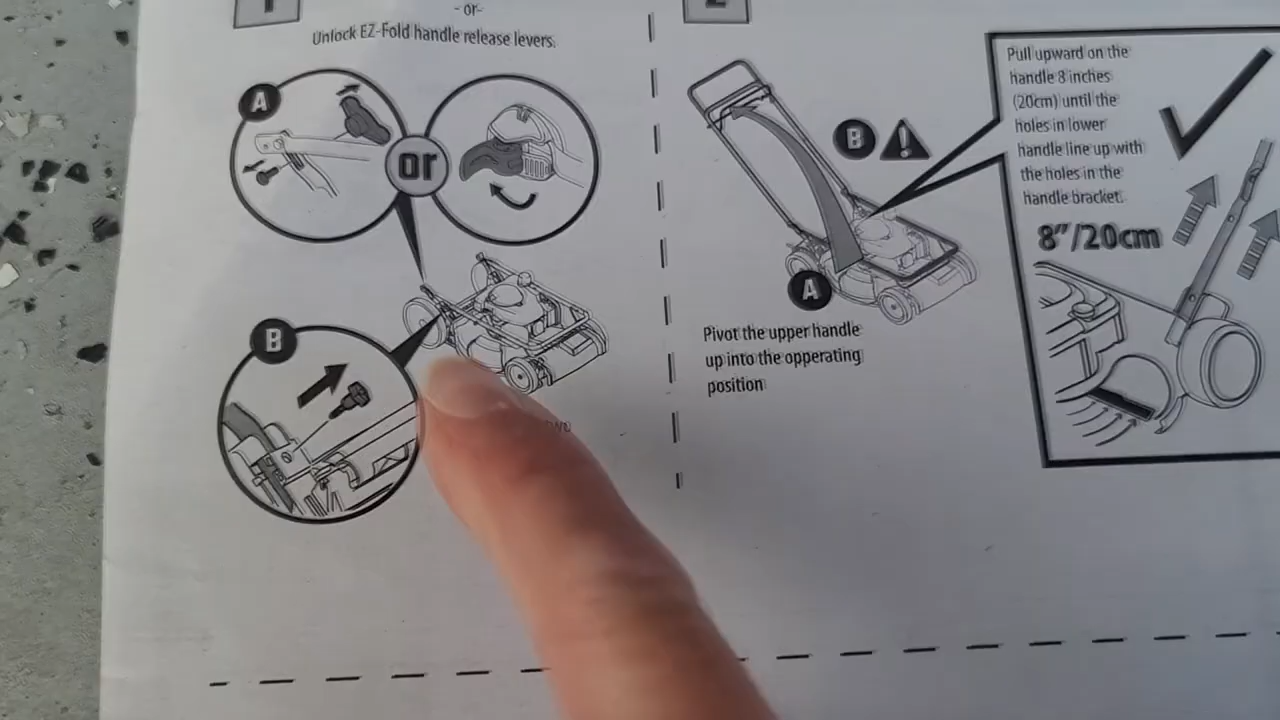 1
- or-
Unlock EZ-Fold handle release levers.
A
or
B
2
B
A
Pivot the upper handle
up into the opperating
position
Pull upward on the
handle 8 inches
(20cm) until the
holes in lower
handle line up with
the holes in the
handle bracket.
8"/20cm